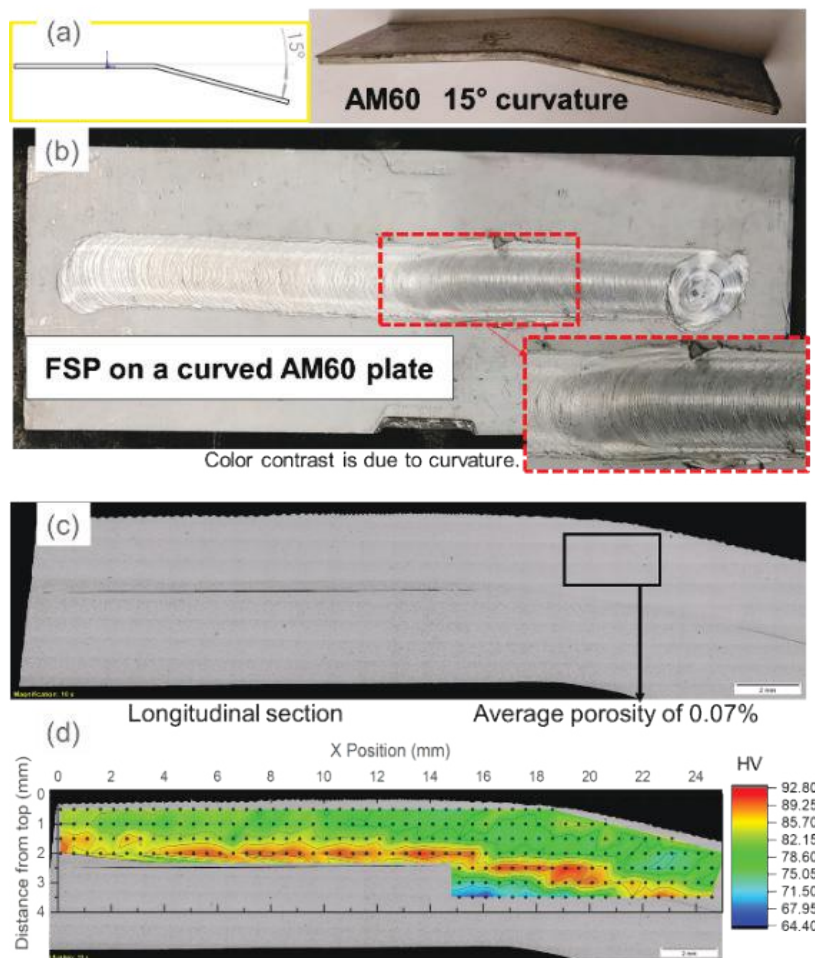 (a)
15°
AM60 15° curvature
(b)
FSP on a curved AM60 plate
Color contrast is due to curvature.
(c)
Magnification: 10 x
2 mm
Longitudinal section
Average porosity of 0.07%
(d)
X Position (mm)
HV
0 2 4 6 8 10 12 14 16 18 20 22 24
Distance from top (mm)
0
1
2
3
4
92.80
89.25
85.70
82.15
78.60
75.05
71.50
67.95
64.40
2 mm